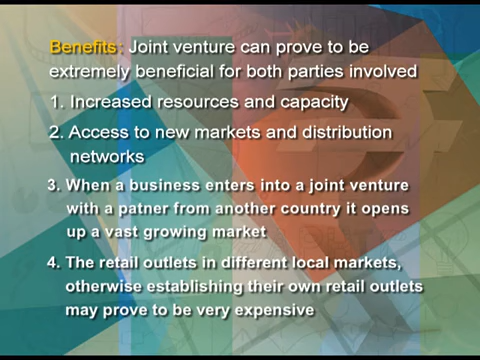 Benefits : Joint venture can prove to be
extremely beneficial for both parties involved
1. Increased resources and capacity
2. Access to new markets and distribution
networks
3. When a business enters into a joint venture
with a patner from another country it opens
up a vast growing market
4. The retail outlets in different local markets,
otherwise establishing their own retail outlets
may prove to be very expensive